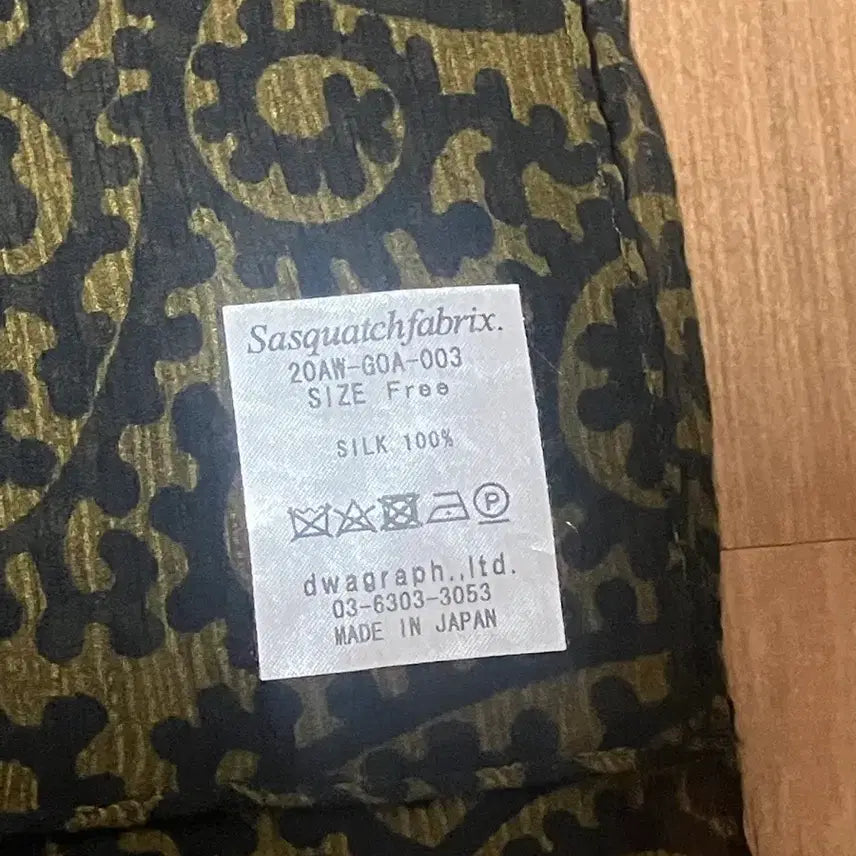 Sasquatchfabrix.
20AW-GOA-003
SIZE Free
SILK 100%
P
dwagraph.,ltd.
03-6303-3053
MADE IN JAPAN